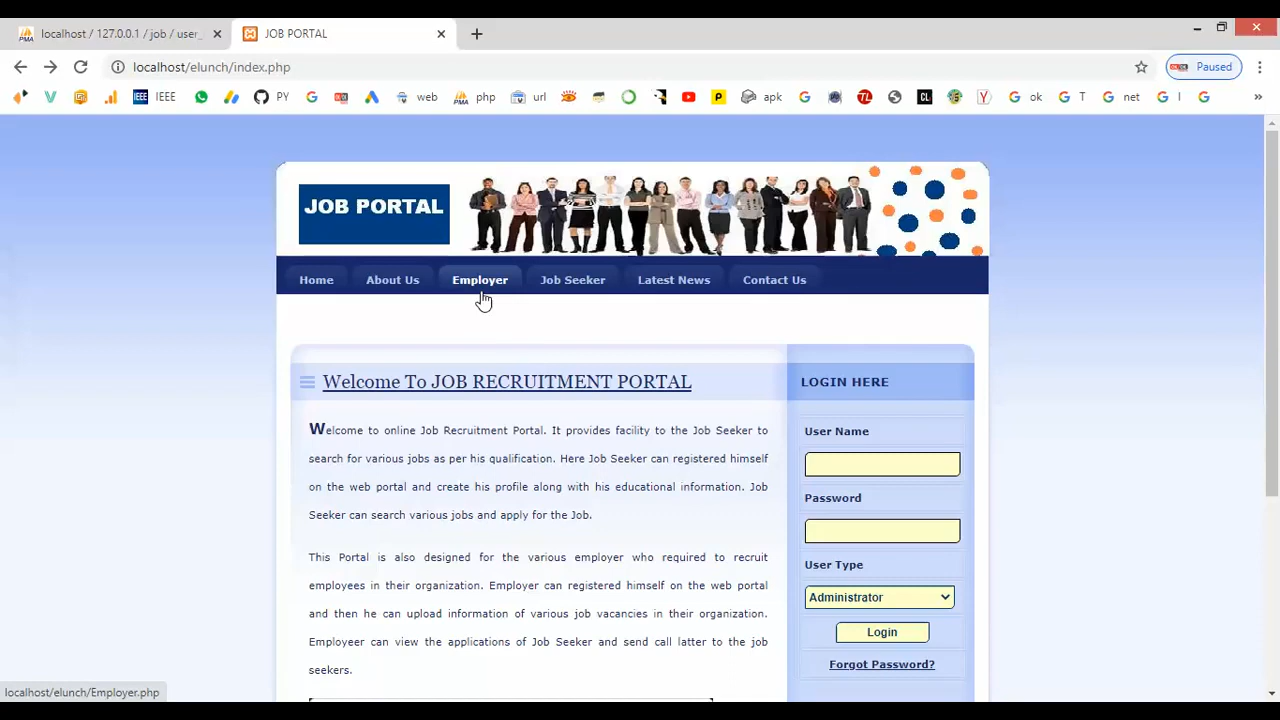 localhost / 127.0.0.1 / job / user_
JOB PORTAL
localhost/elunch/index.php
Paused
IEEE
PY
web
php
url
apk
ok
T
net
I
JOB PORTAL
Home
About Us
Employer
Job Seeker
Latest News
Contact Us
Welcome To JOB RECRUITMENT PORTAL
Welcome to online Job Recruitment Portal. It provides facility to the Job Seeker to
search for various jobs as per his qualification. Here Job Seeker can registered himself
on the web portal and create his profile along with his educational information. Job
Seeker can search various jobs and apply for the Job.
This Portal is also designed for the various employer who required to recruit
employees in their organization. Employer can registered himself on the web portal
and then he can upload information of various job vacancies in their organization.
Employeer can view the applications of Job Seeker and send call latter to the job
seekers.
LOGIN HERE
User Name
Password
User Type
Administrator
Login
Forgot Password?
localhost/elunch/Employer.php